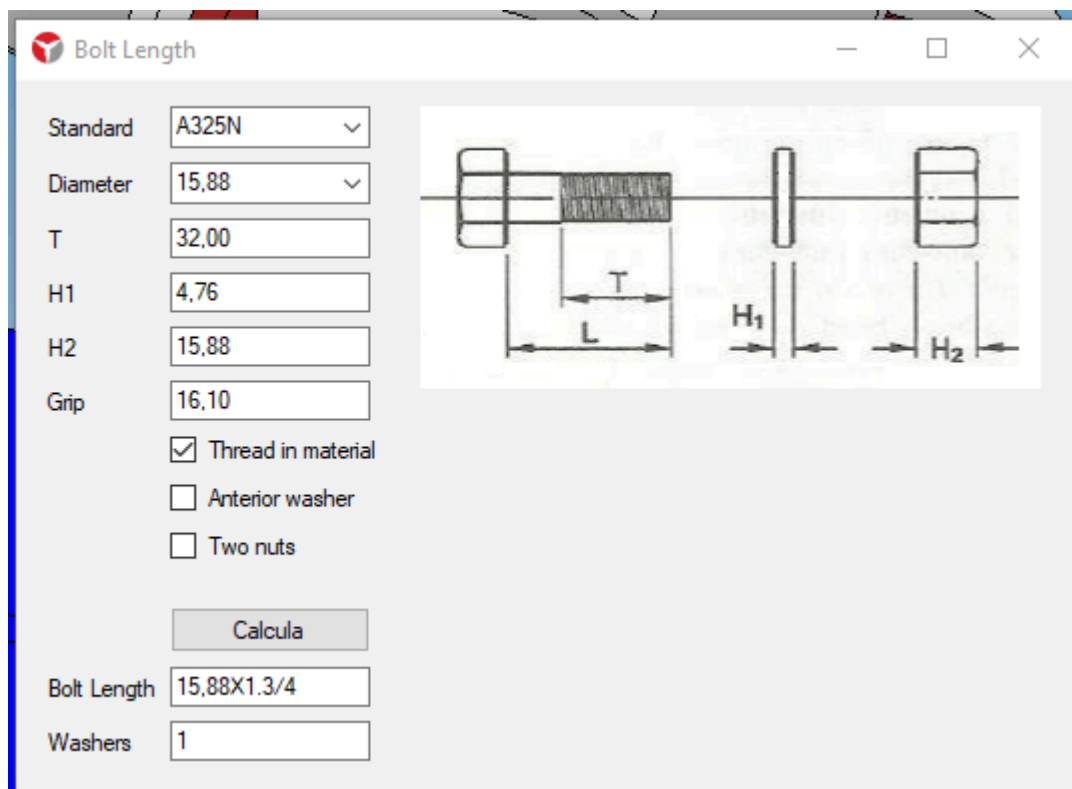 Bolt Length
Standard A325N
Diameter 15,88
T 32,00
H1 4,76
H2 15,88
Grip 16,10
Thread in material
Anterior washer
Two nuts
Calcula
Bolt Length 15,88X1.3/4
Washers 1
T
L
H₁
H₂